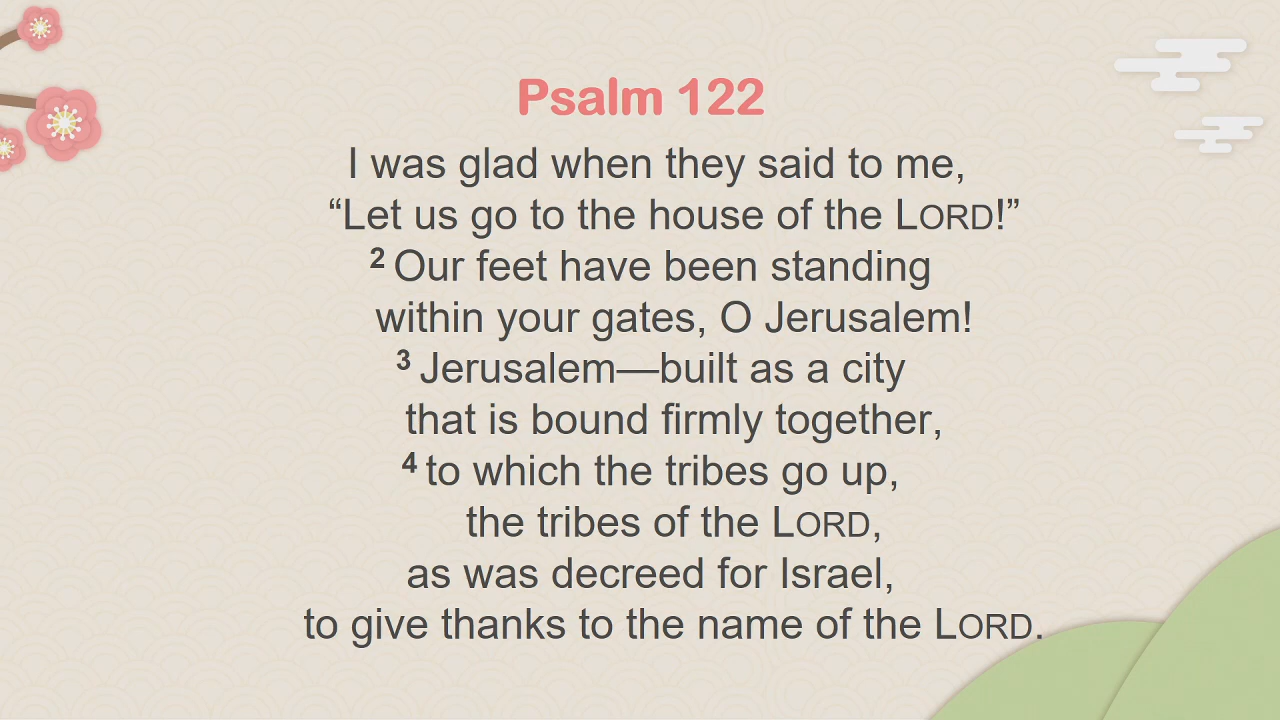 Psalm 122
I was glad when they said to me,
“Let us go to the house of the LORD!”
2 Our feet have been standing
within your gates, O Jerusalem!
3 Jerusalem—built as a city
that is bound firmly together,
4 to which the tribes go up,
the tribes of the LORD,
as was decreed for Israel,
to give thanks to the name of the LORD.